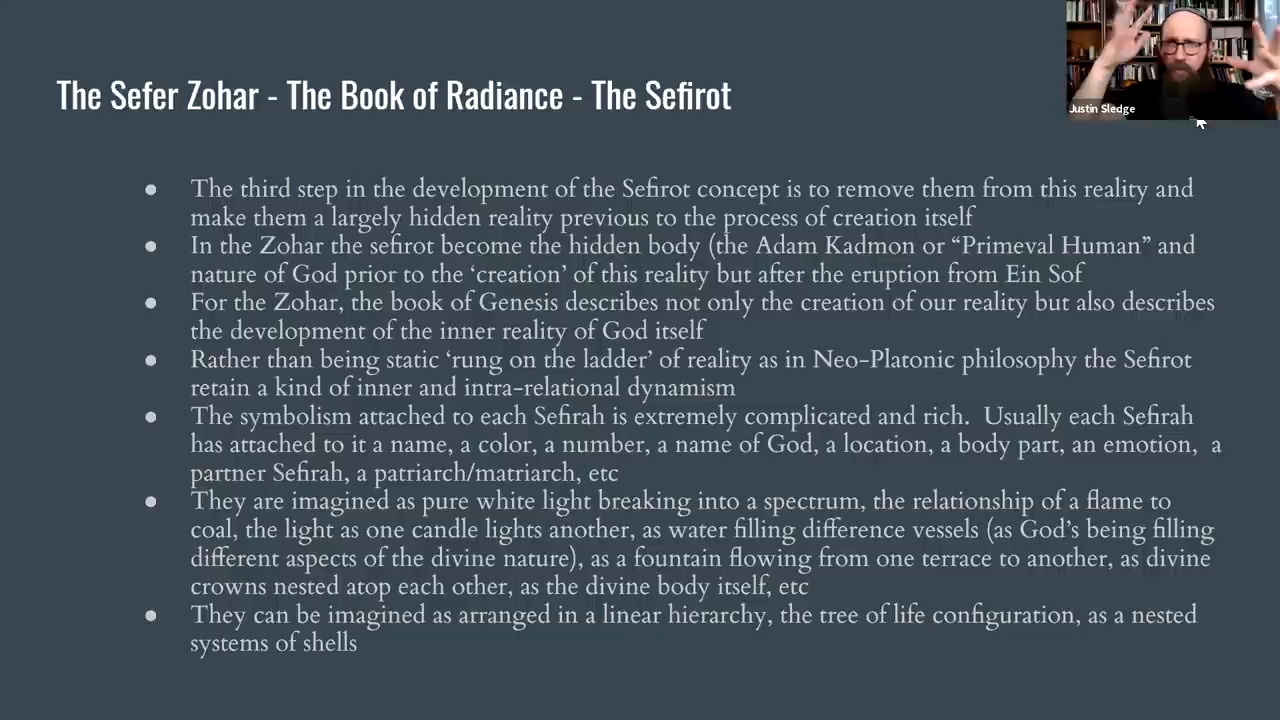 The Sefer Zohar - The Book of Radiance - The Sefirot
Justin Sledge
● The third step in the development of the Sefirot concept is to remove them from this reality and
make them a largely hidden reality previous to the process of creation itself
● In the Zohar the sefirot become the hidden body (the Adam Kadmon or “Primeval Human” and
nature of God prior to the ‘creation’ of this reality but after the eruption from Ein Sof
● For the Zohar, the book of Genesis describes not only the creation of our reality but also describes
the development of the inner reality of God itself
● Rather than being static ‘rung on the ladder’ of reality as in Neo-Platonic philosophy the Sefirot
retain a kind of inner and intra-relational dynamism
● The symbolism attached to each Sefirah is extremely complicated and rich.  Usually each Sefirah
has attached to it a name, a color, a number, a name of God, a location, a body part, an emotion,  a
partner Sefirah, a patriarch/matriarch, etc
● They are imagined as pure white light breaking into a spectrum, the relationship of a flame to
coal, the light as one candle lights another, as water filling difference vessels (as God’s being filling
different aspects of the divine nature), as a fountain flowing from one terrace to another, as divine
crowns nested atop each other, as the divine body itself, etc
● They can be imagined as arranged in a linear hierarchy, the tree of life configuration, as a nested
systems of shells